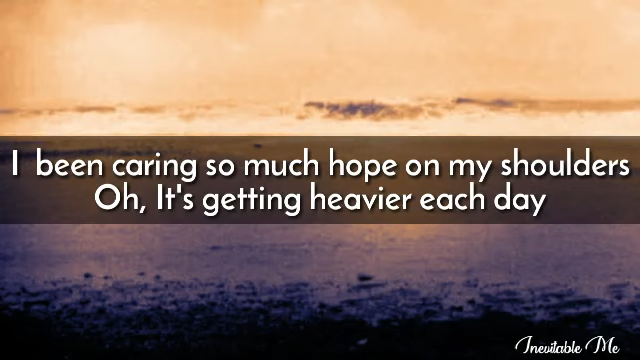 I been caring so much hope on my shoulders
Oh, It's getting heavier each day
Inevitable Me